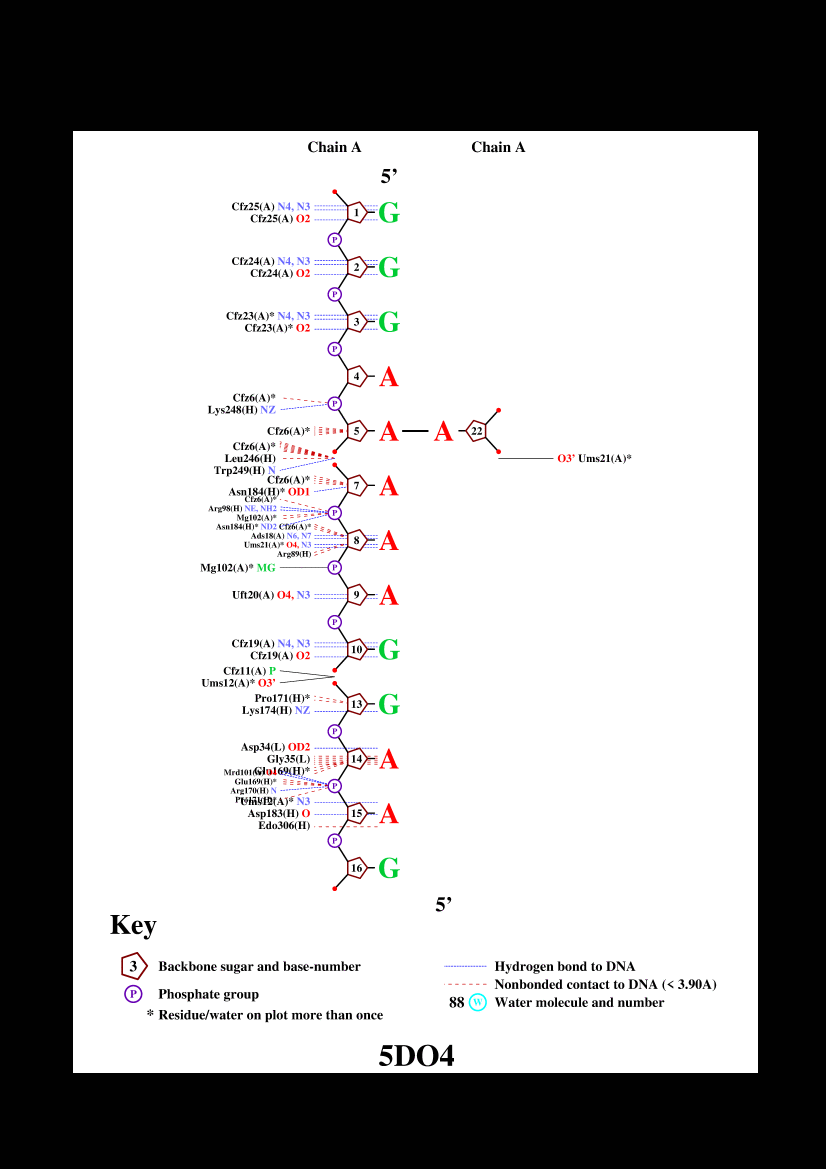 Chain A Chain A
5’
Cfz25(A) N4, N3
1 G
Cfz25(A) O2
P
Cfz24(A) N4, N3
2 G
Cfz24(A) O2
P
Cfz23(A)* N4, N3
3 G
Cfz23(A)* O2
P
4 A
Cfz6(A)*
P
Lys248(H) NZ
Cfz6(A)* 5 A A 22
Cfz6(A)*
Leu246(H) O3’ Ums21(A)*
Trp249(H) N
Cfz6(A)*
7 A
Asn184(H)* OD1
Cfz6(A)*
Arg98(H) NE, NH2
P
Mg102(A)*
Asn184(H)* ND2 Cfz6(A)*
Ads18(A) N6, N7
8 A
Ums21(A)* O4, N3
Arg89(H)
Mg102(A)* MG P
Uft20(A) O4, N3 9 A
P
Cfz19(A) N4, N3
10 G
Cfz19(A) O2
Cfz11(A) P
Ums12(A)* O3’
Pro171(H)*
13 G
Lys174(H) NZ
P
Asp34(L) OD2
Gly35(L) 14 A
Glu169(H)*
Glu169(H)*
P
Arg170(H) N
Ums12(A)* N3
Asp183(H) O 15 A
Edo306(H)
P
16 G
5’
Key
3 Backbone sugar and base-number
P Phosphate group
* Residue/water on plot more than once
Hydrogen bond to DNA
Nonbonded contact to DNA (< 3.90A)
88 W Water molecule and number
5DO4